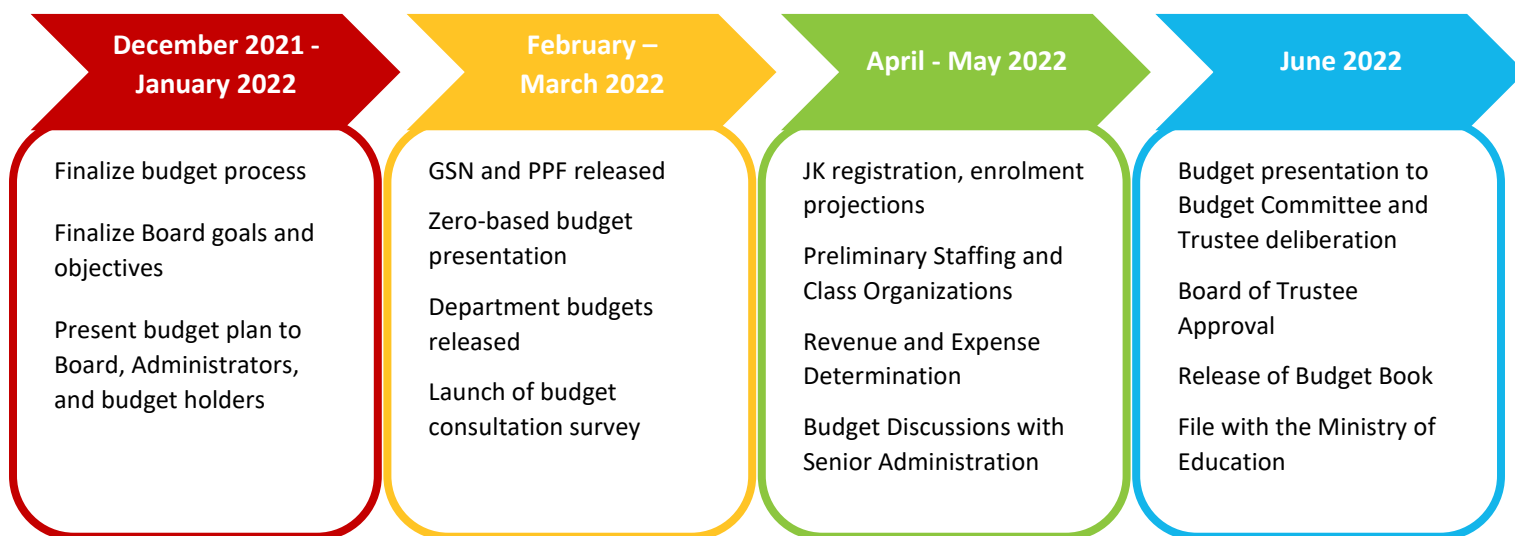 December 2021 -
January 2022
Finalize budget process
Finalize Board goals and
objectives
Present budget plan to
Board, Administrators,
and budget holders
February –
March 2022
GSN and PPF released
Zero-based budget
presentation
Department budgets
released
Launch of budget
consultation survey
April - May 2022
JK registration, enrolment
projections
Preliminary Staffing and
Class Organizations
Revenue and Expense
Determination
Budget Discussions with
Senior Administration
June 2022
Budget presentation to
Budget Committee and
Trustee deliberation
Board of Trustee
Approval
Release of Budget Book
File with the Ministry of
Education